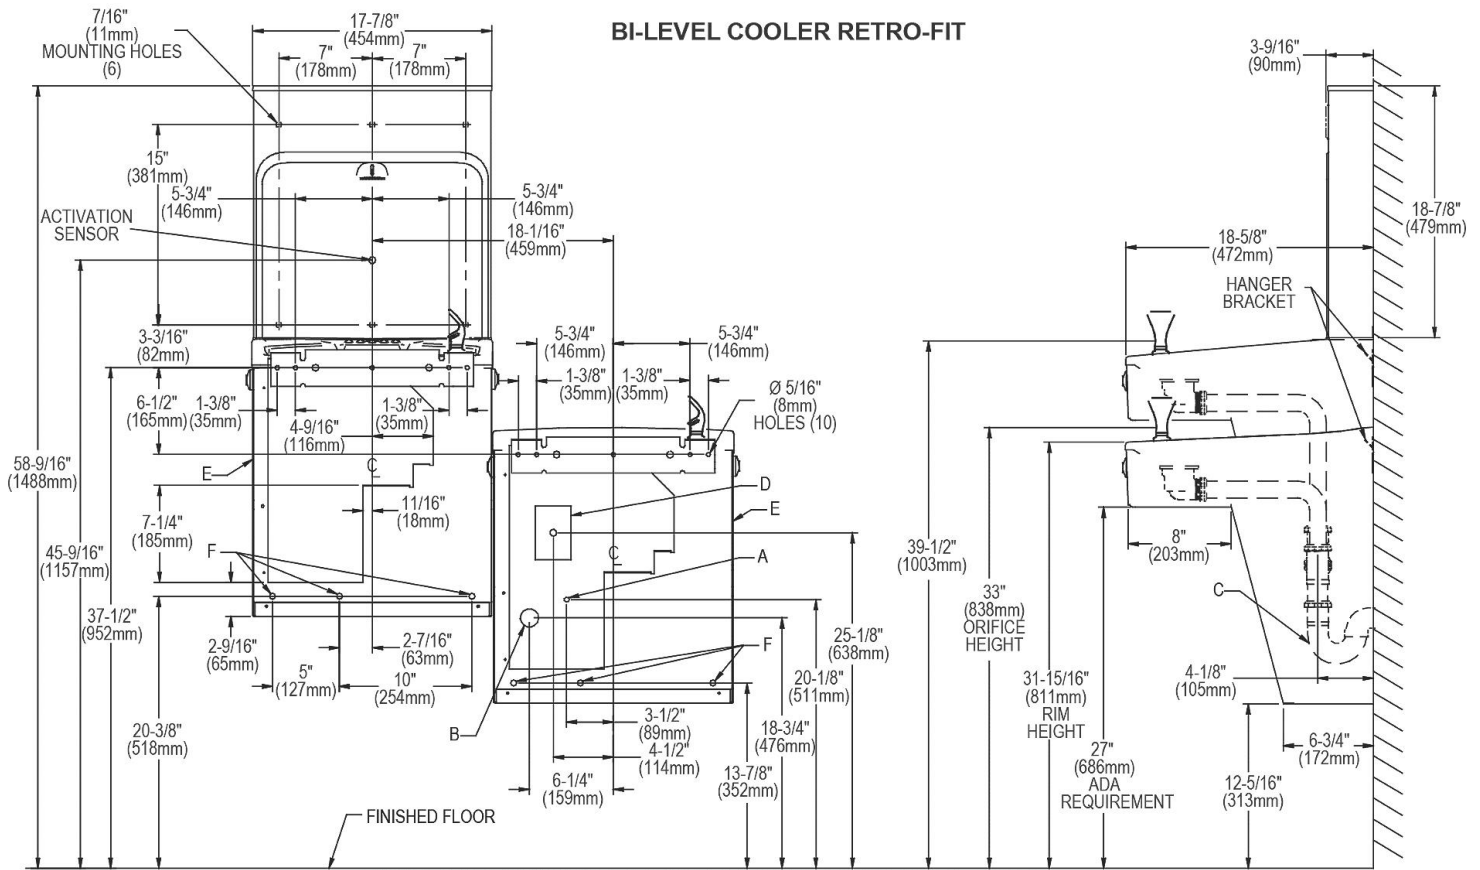 BI-LEVEL COOLER RETRO-FIT
7/16"
(11mm)
MOUNTING HOLES
(6)
17-7/8"
(454mm)
7"
(178mm)
7"
(178mm)
15"
(381mm)
5-3/4"
(146mm)
5-3/4"
(146mm)
ACTIVATION
SENSOR
18-1/16"
(459mm)
3-3/16"
(82mm)
5-3/4"
(146mm)
5-3/4"
(146mm)
6-1/2"
(165mm)
1-3/8"
(35mm)
1-3/8"
(35mm)
4-9/16"
(116mm)
1-3/8"
(35mm)
1-3/8"
(35mm)
Ø 5/16"
(8mm)
HOLES (10)
58-9/16"
(1488mm)
E
C
11/16"
(18mm)
D
E
7-1/4"
(185mm)
45-9/16"
(1157mm)
F
C
A
37-1/2"
(952mm)
2-9/16"
(65mm)
2-7/16"
(63mm)
5"
(127mm)
10"
(254mm)
F
25-1/8"
(638mm)
20-1/8"
(511mm)
20-3/8"
(518mm)
B
3-1/2"
(89mm)
4-1/2"
(114mm)
18-3/4"
(476mm)
6-1/4"
(159mm)
13-7/8"
(352mm)
FINISHED FLOOR
3-9/16"
(90mm)
18-7/8"
(479mm)
18-5/8"
(472mm)
HANGER
BRACKET
39-1/2"
(1003mm)
8"
(203mm)
33"
(838mm)
ORIFICE
HEIGHT
C
31-15/16"
(811mm)
RIM
HEIGHT
4-1/8"
(105mm)
27"
(686mm)
ADA
REQUIREMENT
6-3/4"
(172mm)
12-5/16"
(313mm)